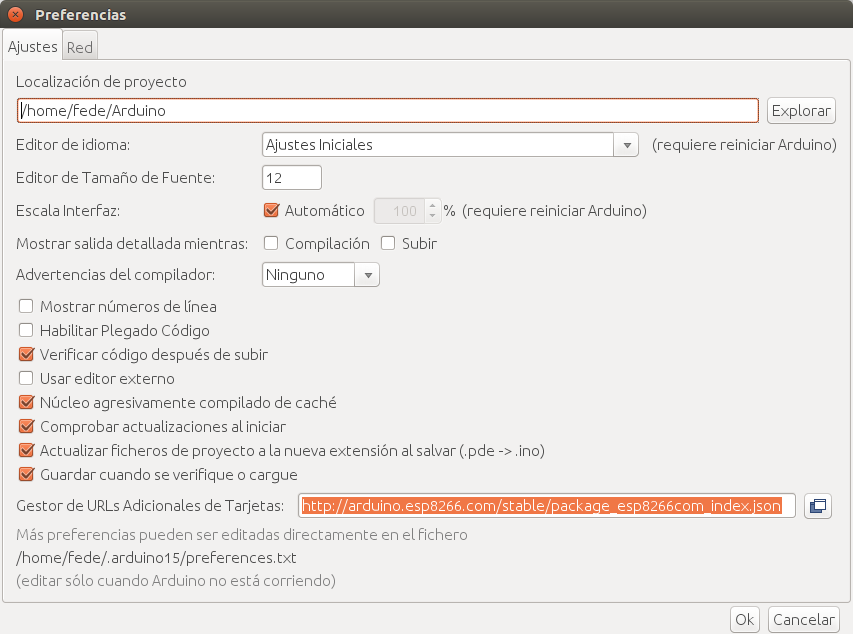 Preferencias
Ajustes Red
Localización de proyecto
/home/fede/Arduino Explorar
Editor de idioma: Ajustes Iniciales (requiere reiniciar Arduino)
Editor de Tamaño de Fuente: 12
Escala Interfaz: Automático 100 % (requiere reiniciar Arduino)
Mostrar salida detallada mientras: Compilación Subir
Advertencias del compilador: Ninguno
Mostrar números de línea
Habilitar Plegado Código
Verificar código después de subir
Usar editor externo
Núcleo agresivamente compilado de caché
Comprobar actualizaciones al iniciar
Actualizar ficheros de proyecto a la nueva extensión al salvar (.pde -> .ino)
Guardar cuando se verifique o cargue
Gestor de URLs Adicionales de Tarjetas: http://arduino.esp8266.com/stable/package_esp8266com_index.json
Más preferencias pueden ser editadas directamente en el fichero
/home/fede/.arduino15/preferences.txt
(editar sólo cuando Arduino no está corriendo)
Ok Cancelar